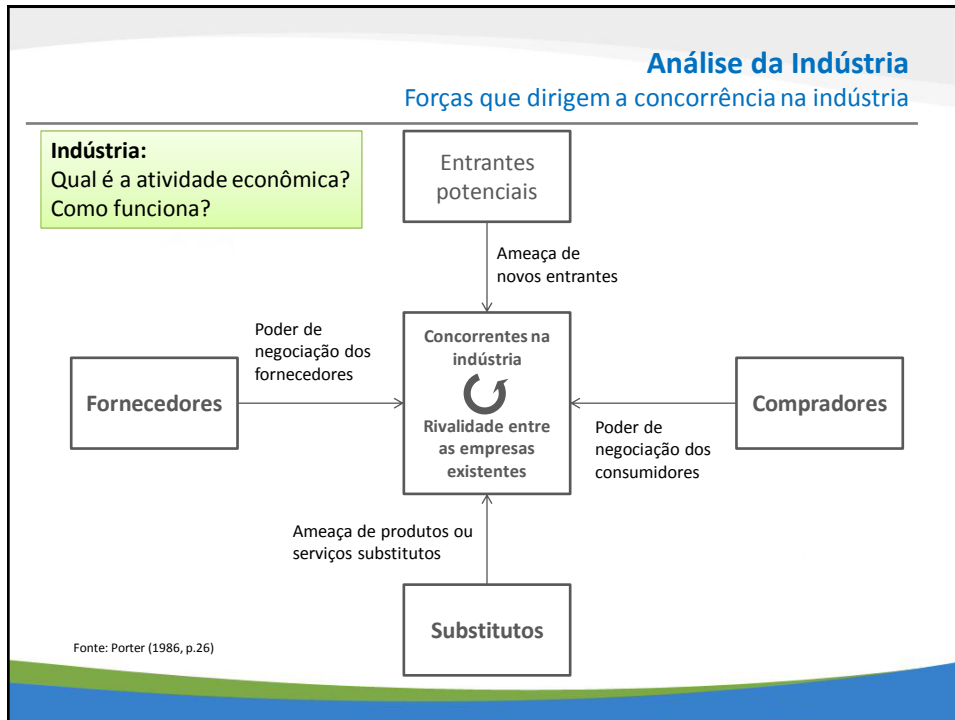 Análise da Indústria
Forças que dirigem a concorrência na indústria
Indústria:
Qual é a atividade econômica?
Como funciona?
Entrantes
potenciais
Ameaça de
novos entrantes
Poder de
negociação dos
fornecedores
Fornecedores
Concorrentes na
indústria
Rivalidade entre
as empresas
existentes
Compradores
Poder de
negociação dos
consumidores
Ameaça de produtos ou
serviços substitutos
Substitutos
Fonte: Porter (1986, p.26)